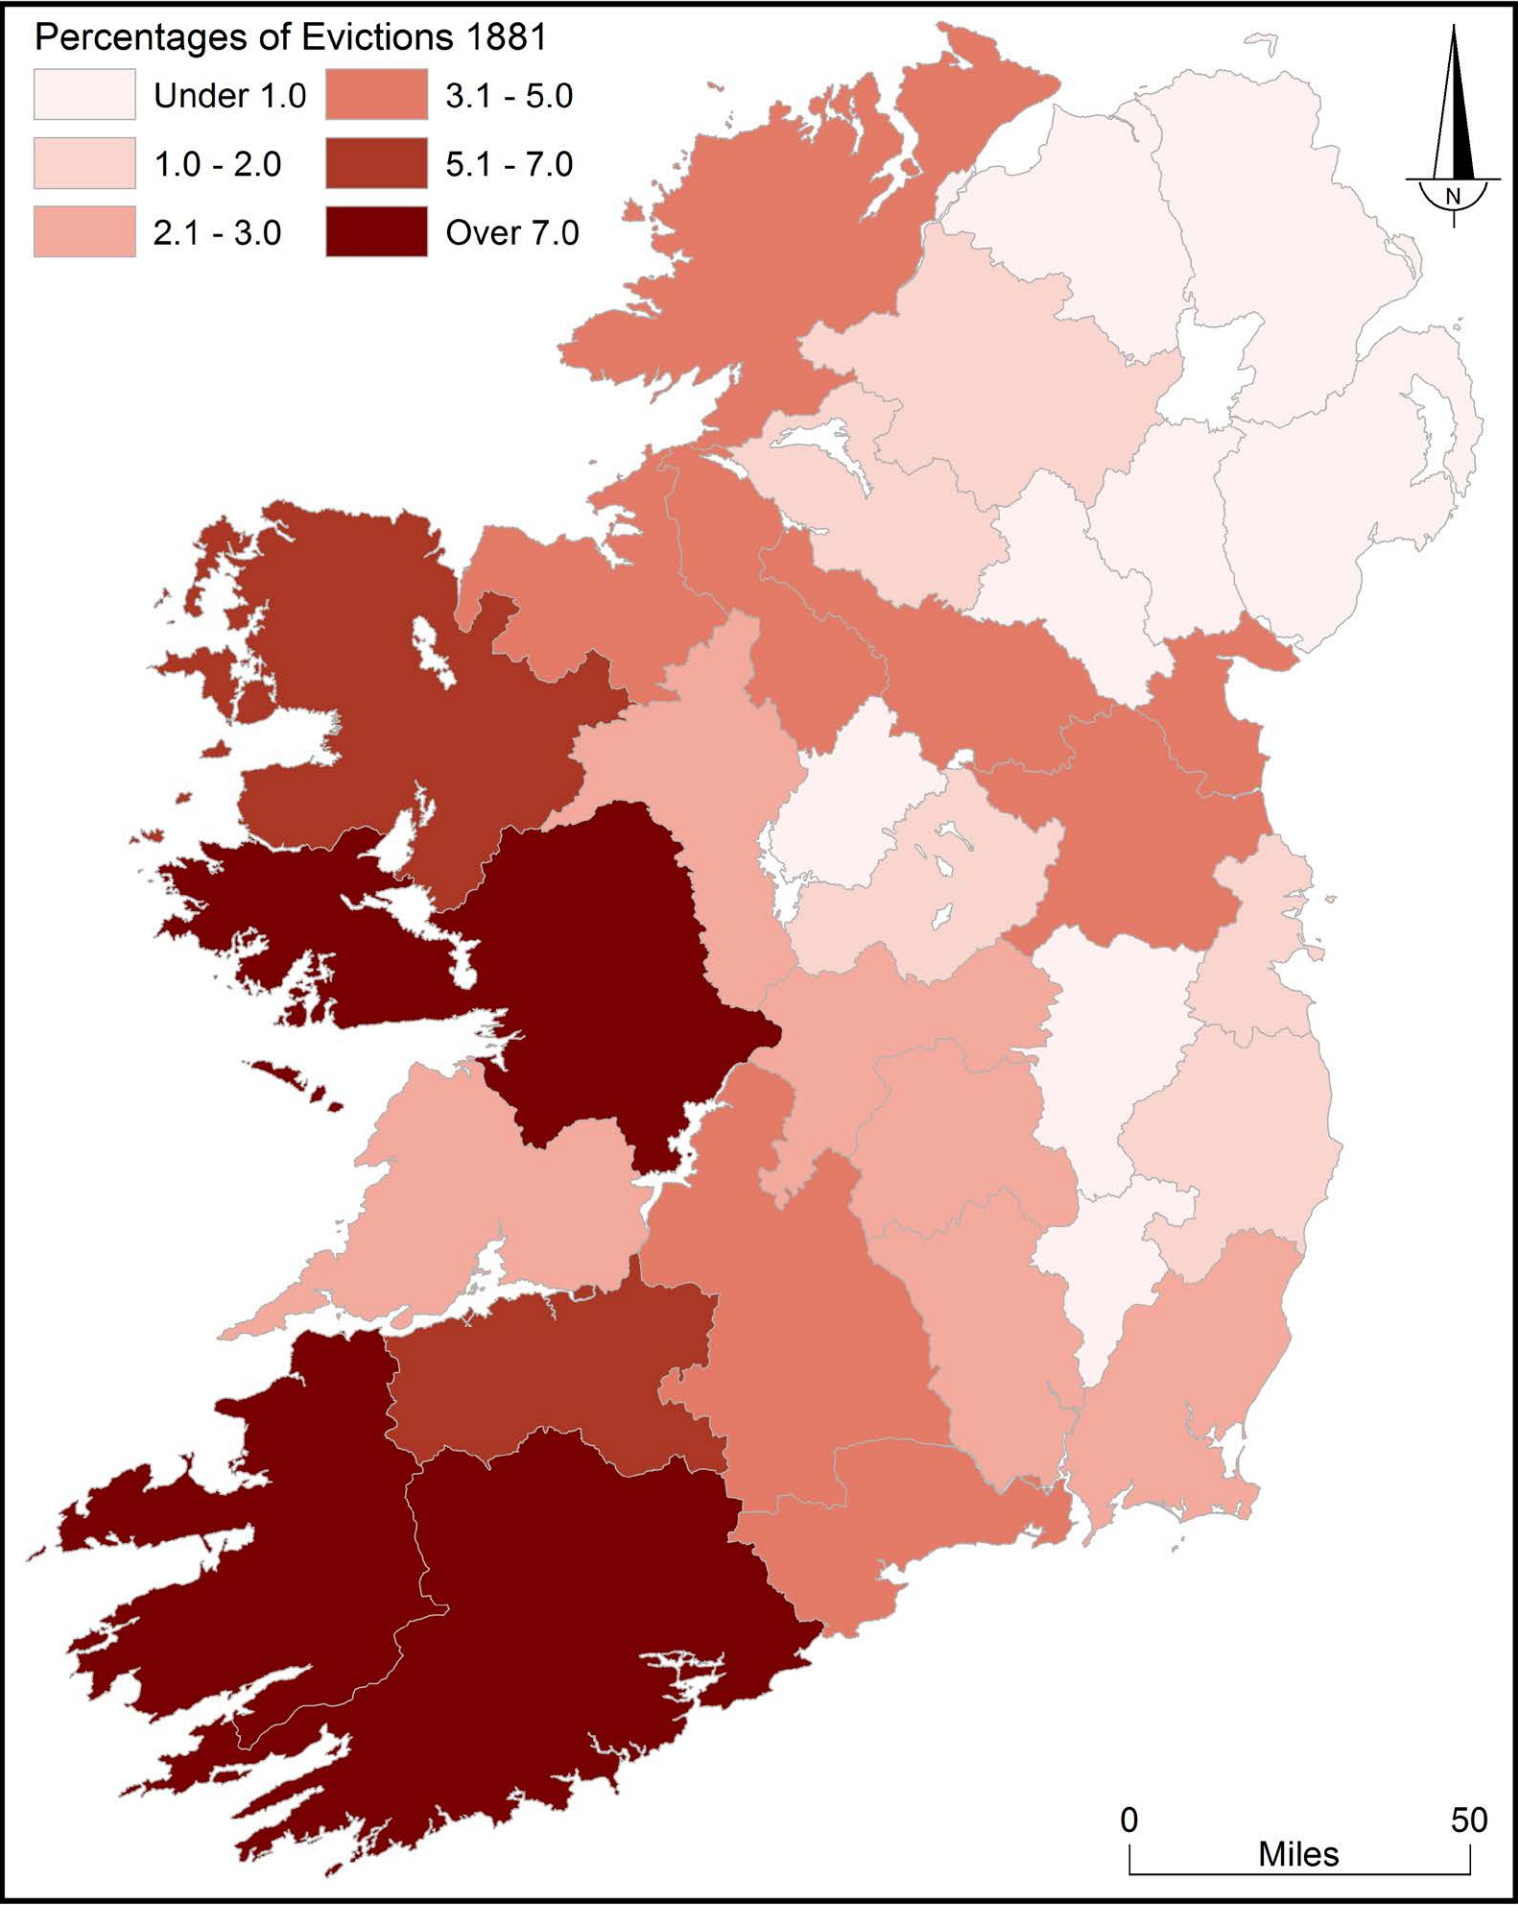 Percentages of Evictions 1881
Under 1.0
3.1 - 5.0
1.0 - 2.0
5.1 - 7.0
2.1 - 3.0
Over 7.0
N
0 50
Miles